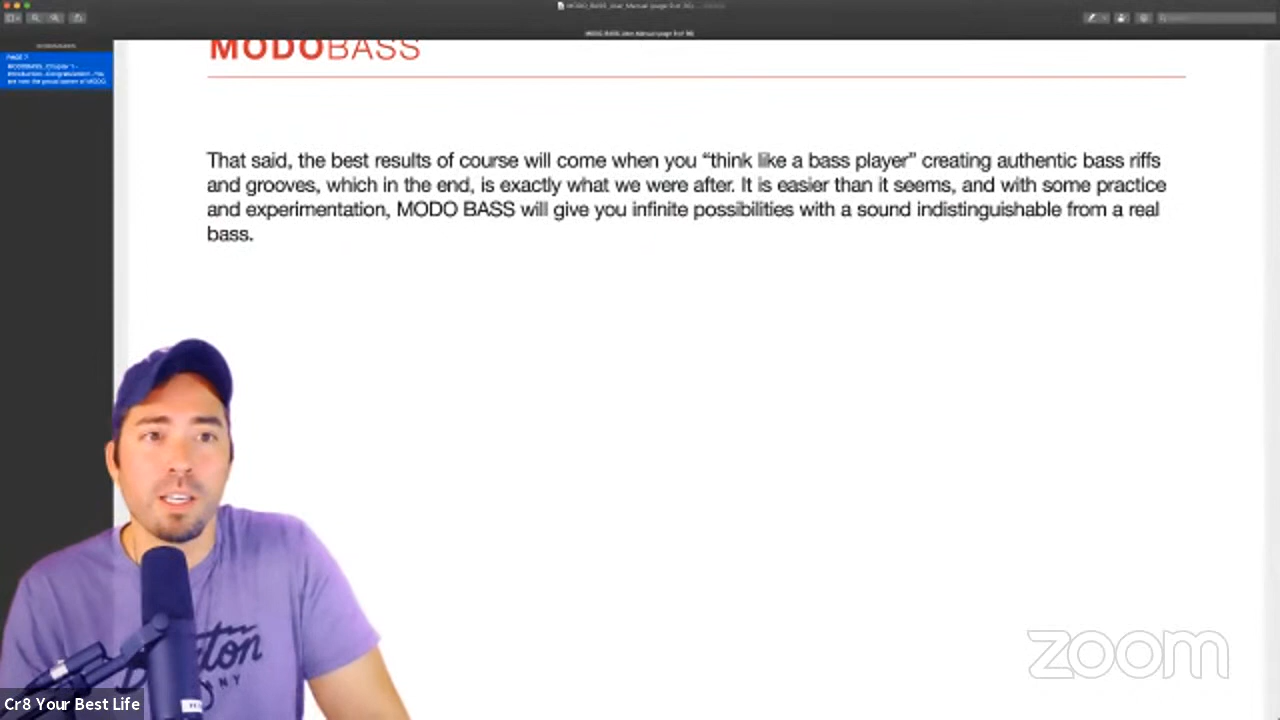 PAGE 7
MODOBASS
That said, the best results of course will come when you “think like a bass player” creating authentic bass riffs
and grooves, which in the end, is exactly what we were after. It is easier than it seems, and with some practice
and experimentation, MODO BASS will give you infinite possibilities with a sound indistinguishable from a real
bass.
zoom
Cr8 Your Best Life